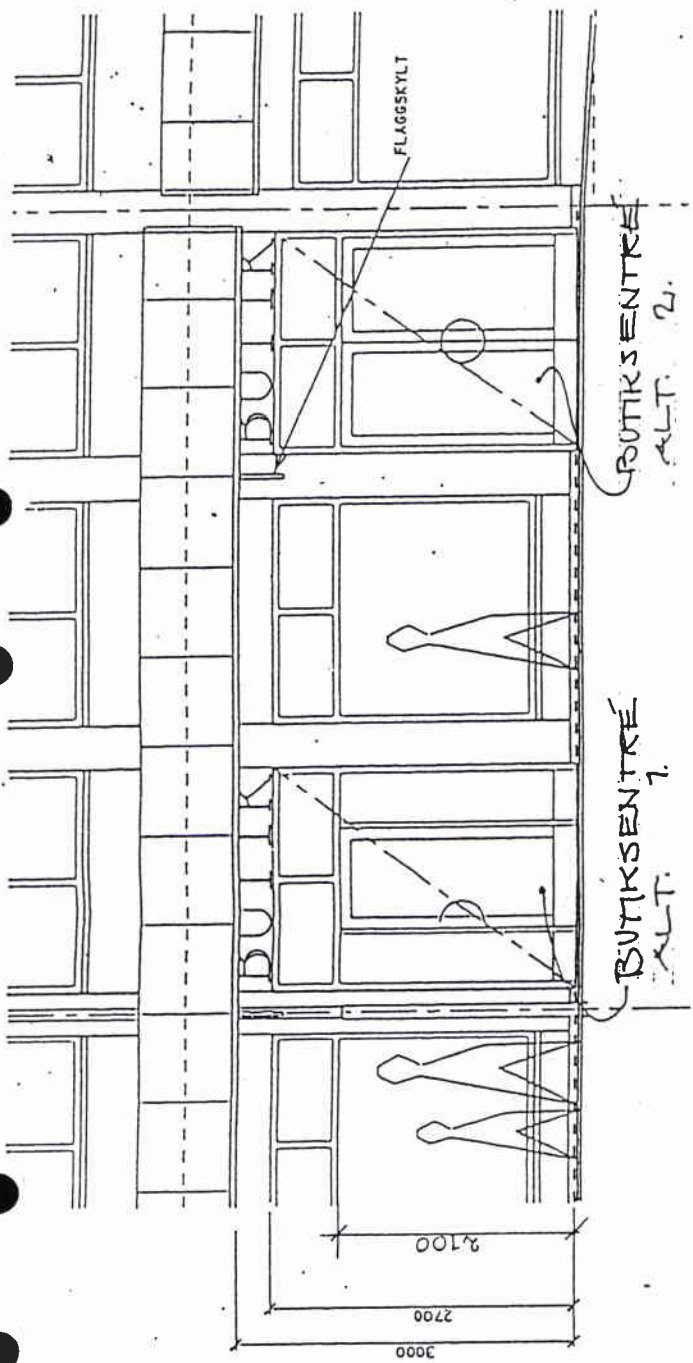 FLAGGSKYLT
BUTIKSENTRÉ
ALT. 1.
BUTIKSENTRÉ
ALT. 2.
2100
2700
3000